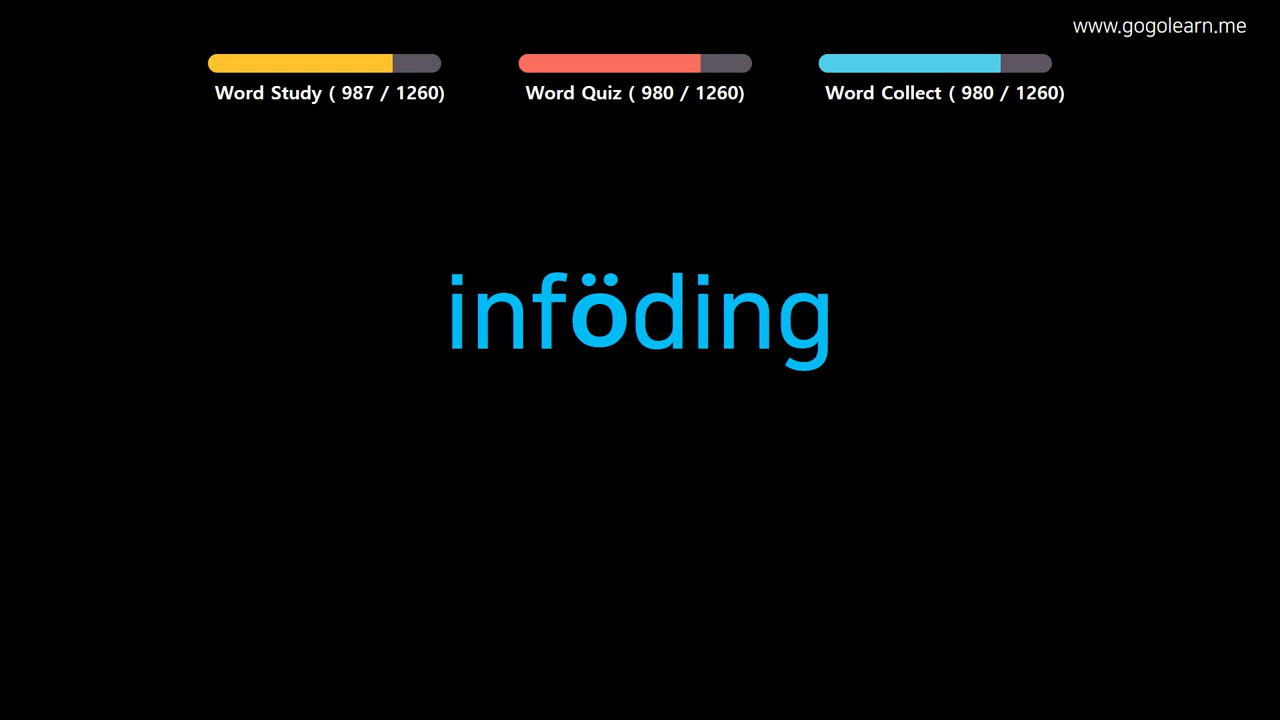 www.gogolearn.me
Word Study ( 987 / 1260)
Word Quiz ( 980 / 1260)
Word Collect ( 980 / 1260)
inföding